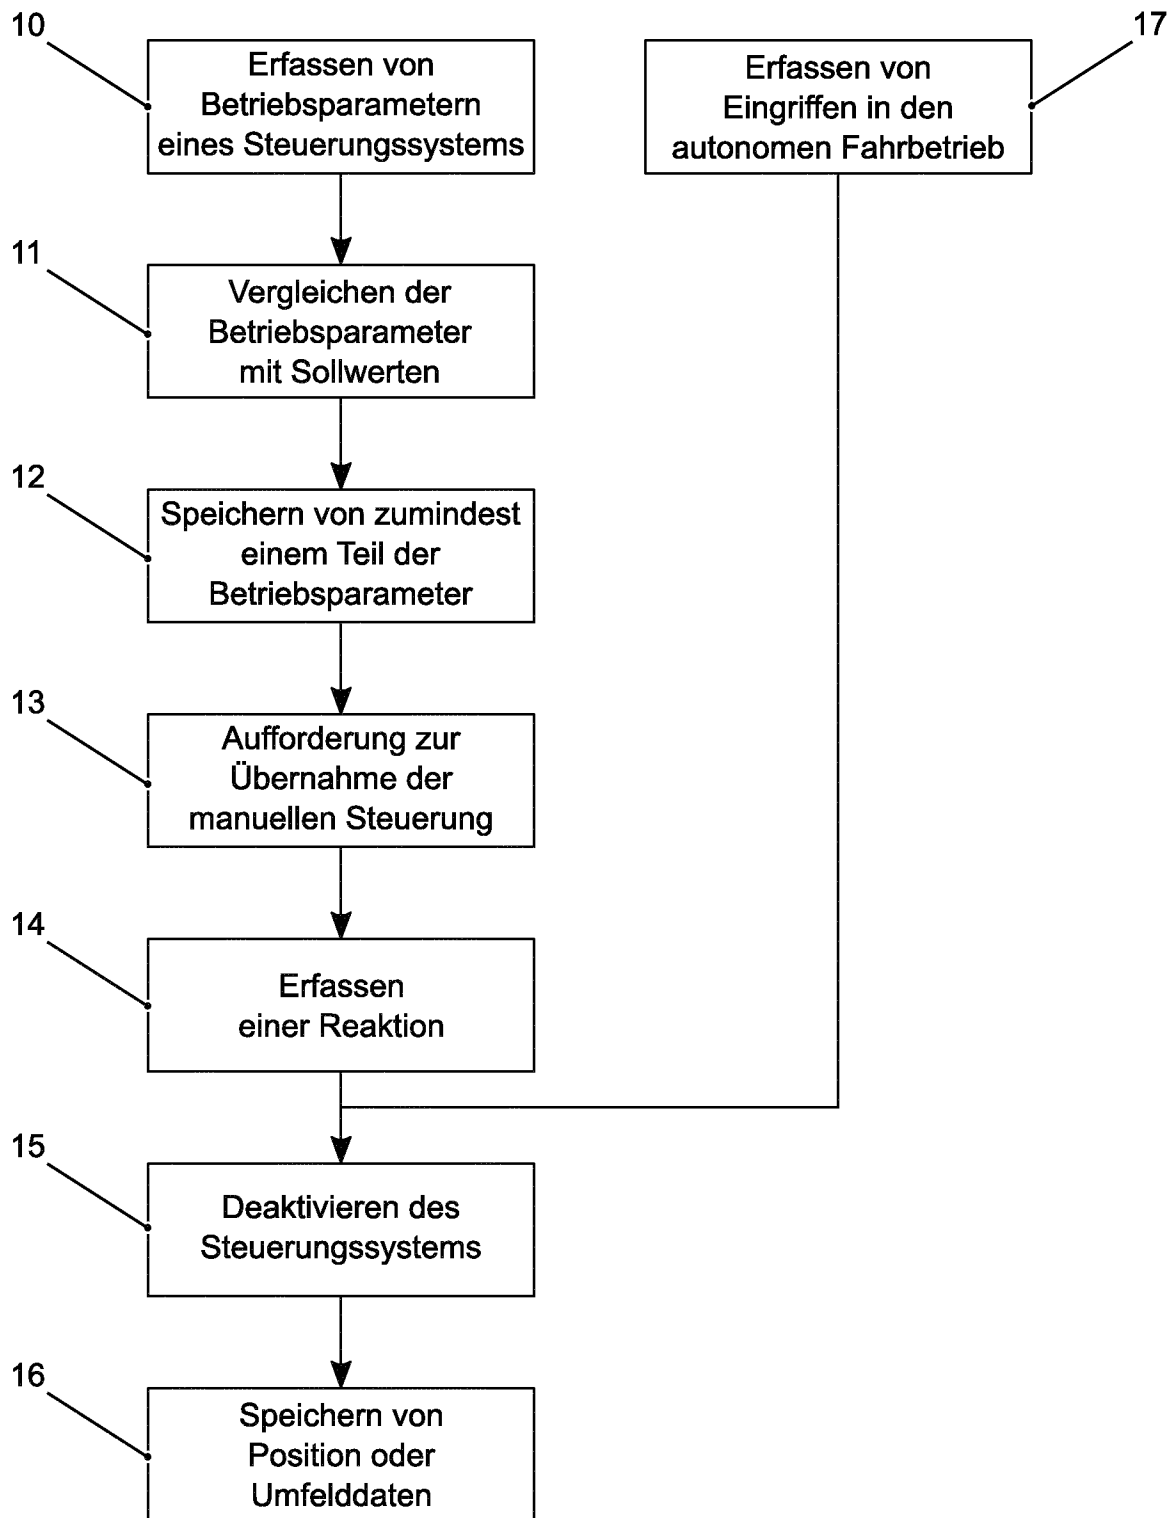 10
Erfassen von
Betriebsparametern
eines Steuerungssystems
17
Erfassen von
Eingriffen in den
autonomen Fahrbetrieb
11
Vergleichen der
Betriebsparameter
mit Sollwerten
12
Speichern von zumindest
einem Teil der
Betriebsparameter
13
Aufforderung zur
Übernahme der
manuellen Steuerung
14
Erfassen
einer Reaktion
15
Deaktivieren des
Steuerungssystems
16
Speichern von
Position oder
Umfelddaten